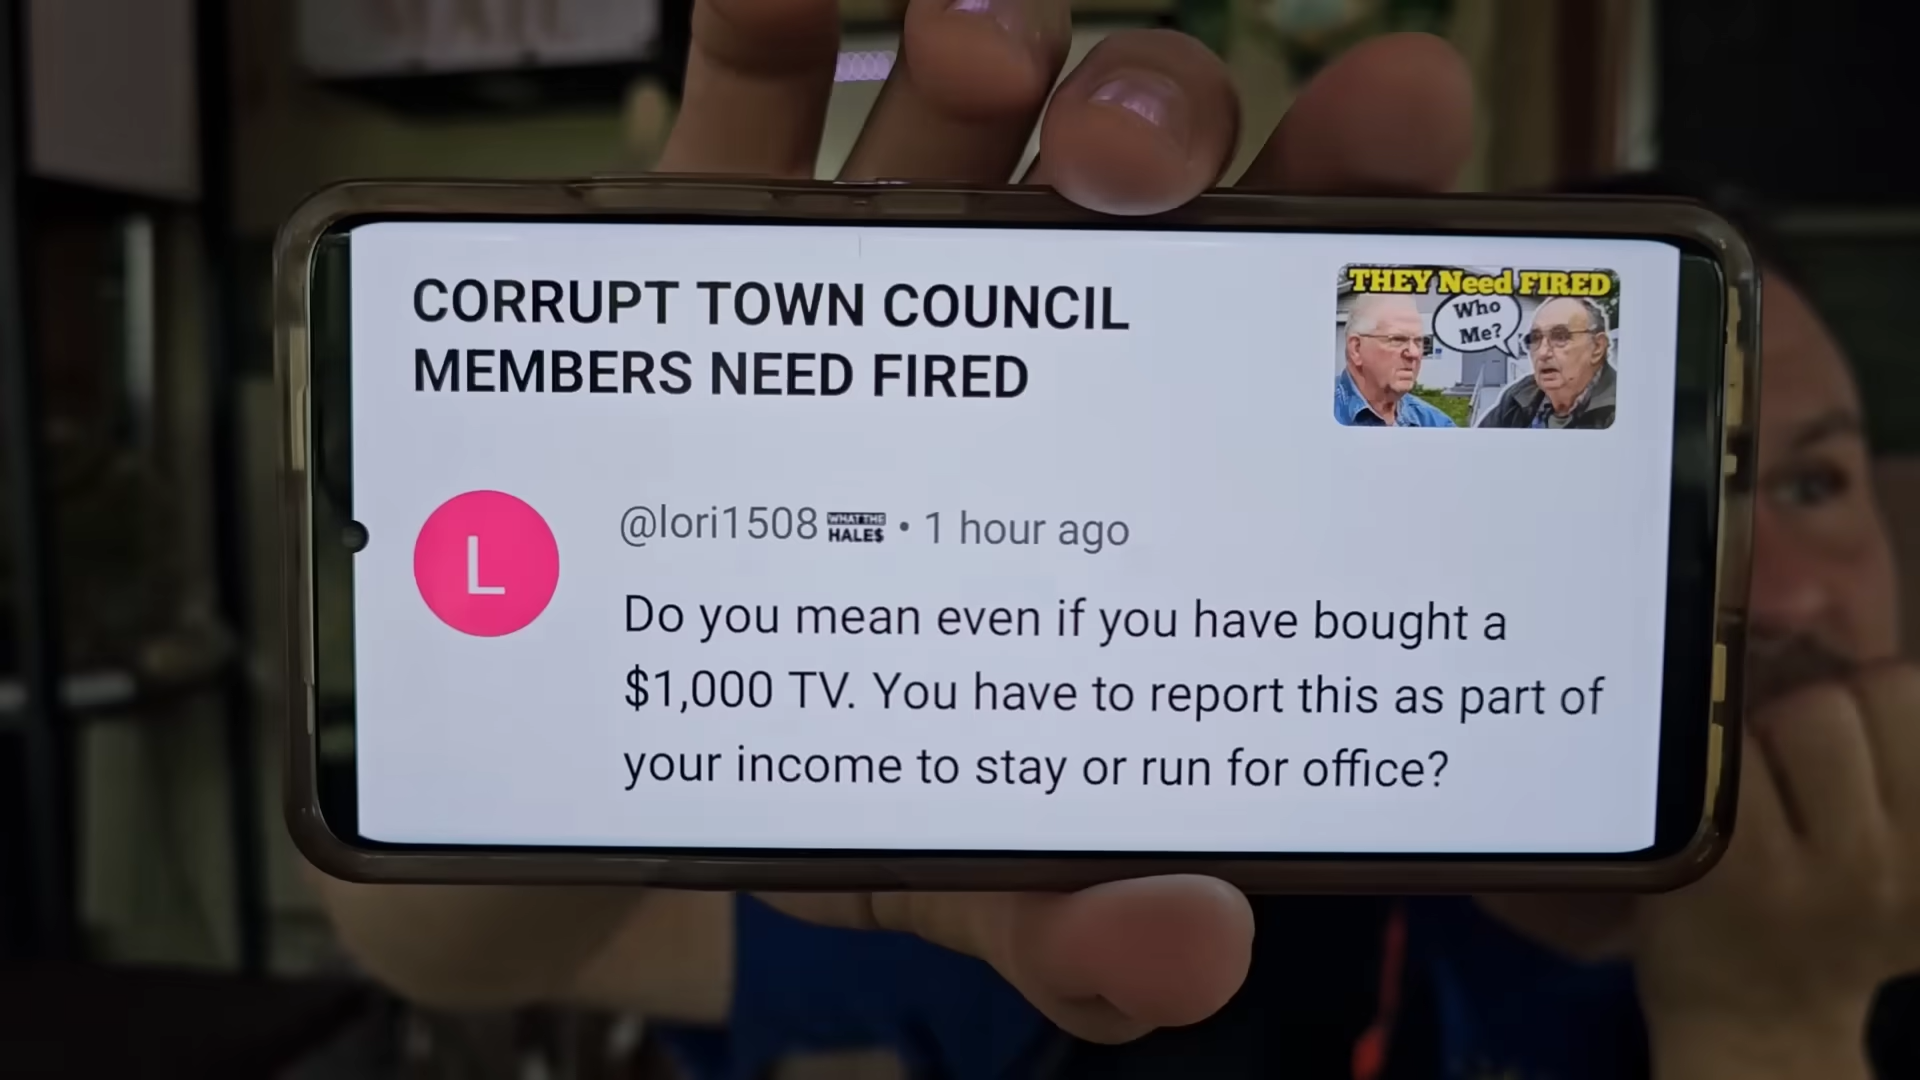 CORRUPT TOWN COUNCIL
MEMBERS NEED FIRED
THEY Need FIRED
Who
Me?
@lori1508 WHAT THE HALE$ • 1 hour ago
L
Do you mean even if you have bought a
$1,000 TV. You have to report this as part of
your income to stay or run for office?